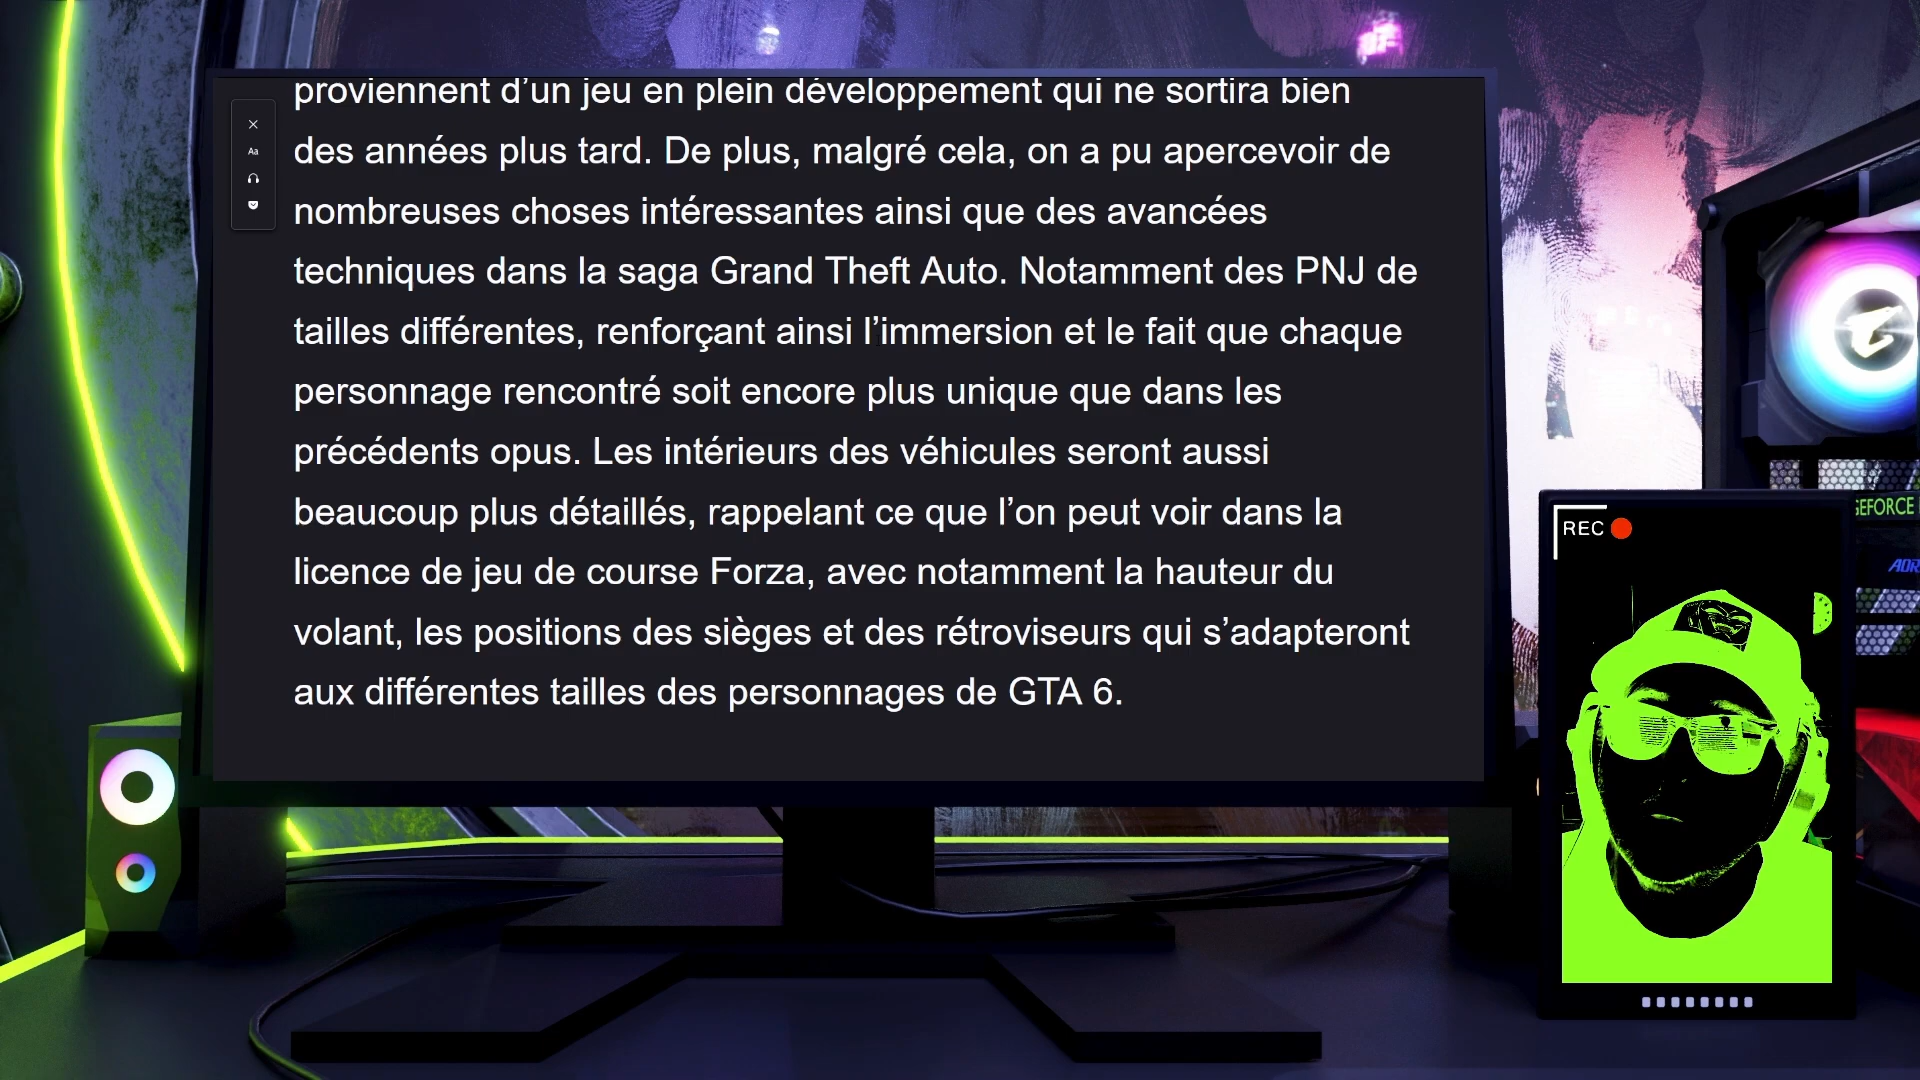 proviennent d’un jeu en plein développement qui ne sortira bien
des années plus tard. De plus, malgré cela, on a pu apercevoir de
nombreuses choses intéressantes ainsi que des avancées
techniques dans la saga Grand Theft Auto. Notamment des PNJ de
tailles différentes, renforçant ainsi l’immersion et le fait que chaque
personnage rencontré soit encore plus unique que dans les
précédents opus. Les intérieurs des véhicules seront aussi
beaucoup plus détaillés, rappelant ce que l’on peut voir dans la
licence de jeu de course Forza, avec notamment la hauteur du
volant, les positions des sièges et des rétroviseurs qui s’adapteront
aux différentes tailles des personnages de GTA 6.
Aa
REC
GEFORCE